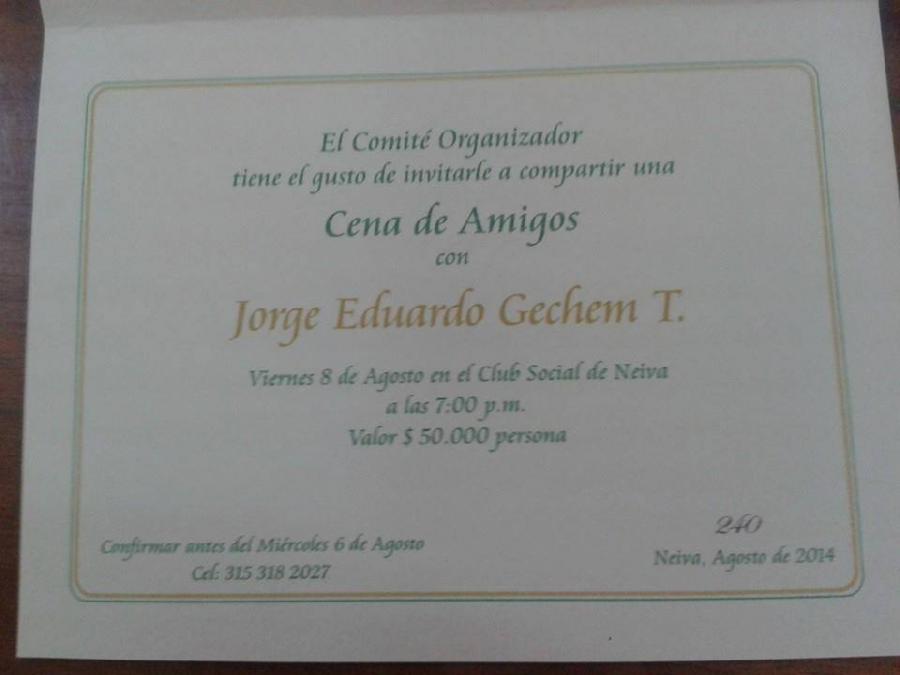 El Comité Organizador
tiene el gusto de invitarle a compartir una
Cena de Amigos
con
Jorge Eduardo Gechem T.
Viernes 8 de Agosto en el Club Social de Neiva
a las 7:00 p.m.
Valor $ 50.000 persona
240
Confirmar antes del Miércoles 6 de Agosto
Cel: 315 318 2027
Neiva, Agosto de 2014